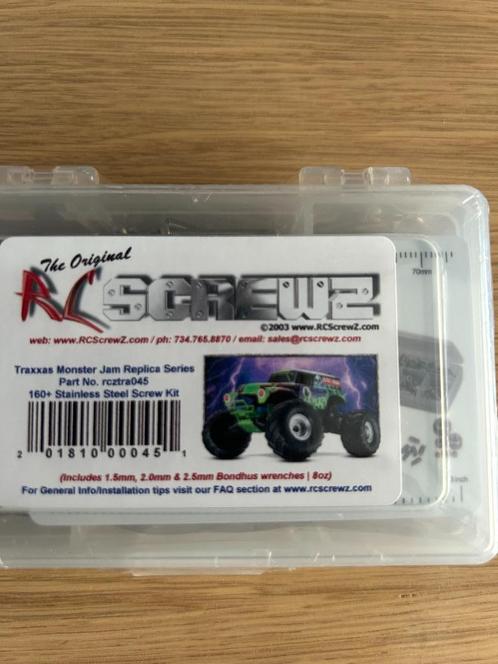 The Original
RC SCREWZ
©2003 www.RCScrewZ.com
web: www.RCScrewZ.com / ph: 734.765.8870 / email: sales@rcscrewz.com
Traxxas Monster Jam Replica Series
Part No. rcztra045
160+ Stainless Steel Screw Kit
2 01810 00045 1
(Includes 1.5mm, 2.0mm & 2.5mm Bondhus wrenches | 8oz)
For General Info/Installation tips visit our FAQ section at www.rcscrewz.com
70mm
3 inch